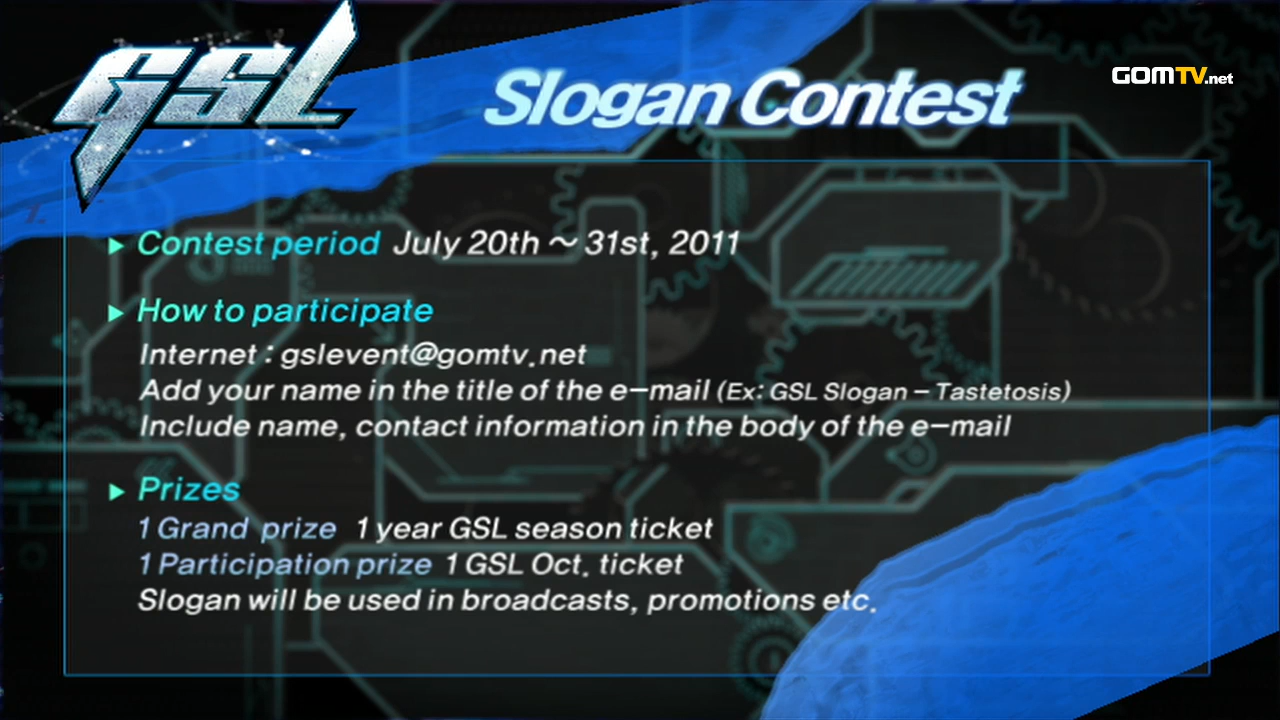 GSL
Slogan Contest
GOMTV.net
▶ Contest period July 20th ~ 31st, 2011
▶ How to participate
Internet : gslevent@gomtv.net
Add your name in the title of the e-mail (Ex: GSL Slogan - Tastetosis)
Include name, contact information in the body of the e-mail
▶ Prizes
1 Grand prize 1 year GSL season ticket
1 Participation prize 1 GSL Oct. ticket
Slogan will be used in broadcasts, promotions etc.